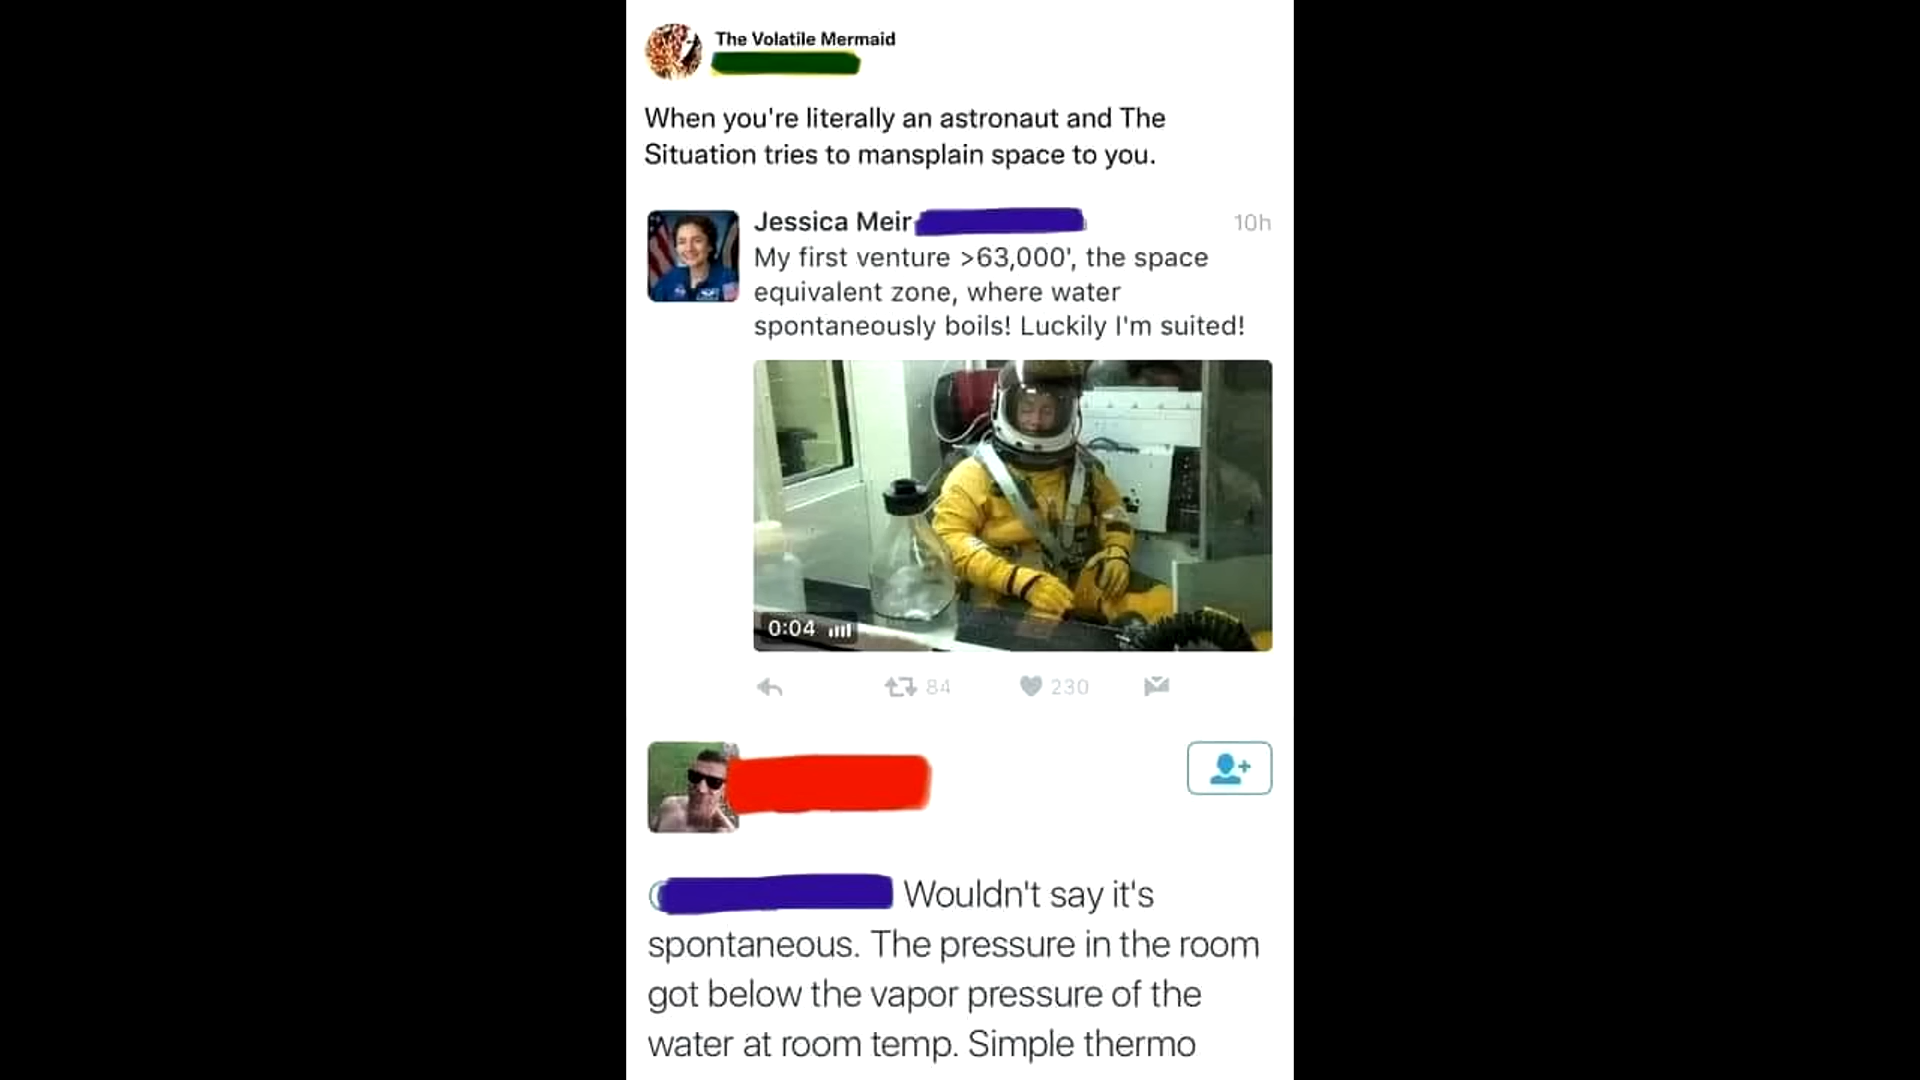 The Volatile Mermaid
When you're literally an astronaut and The
Situation tries to mansplain space to you.
Jessica Meir
10h
My first venture >63,000', the space
equivalent zone, where water
spontaneously boils! Luckily I'm suited!
0:04
84
230
Wouldn't say it's
spontaneous. The pressure in the room
got below the vapor pressure of the
water at room temp. Simple thermo